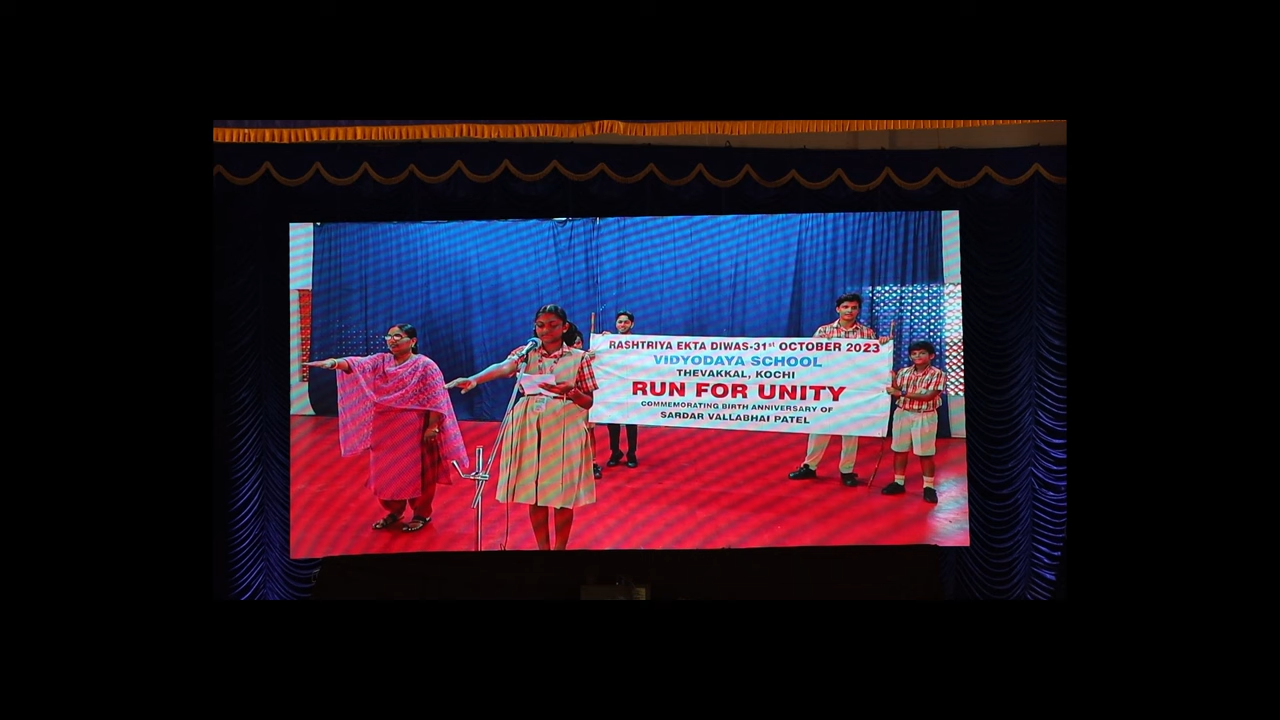 RASHTRIYA EKTA DIWAS-31st OCTOBER 2023
VIDYODAYA SCHOOL
THEVAKKAL, KOCHI
RUN FOR UNITY
COMMEMORATING BIRTH ANNIVERSARY OF
SARDAR VALLABHAI PATEL